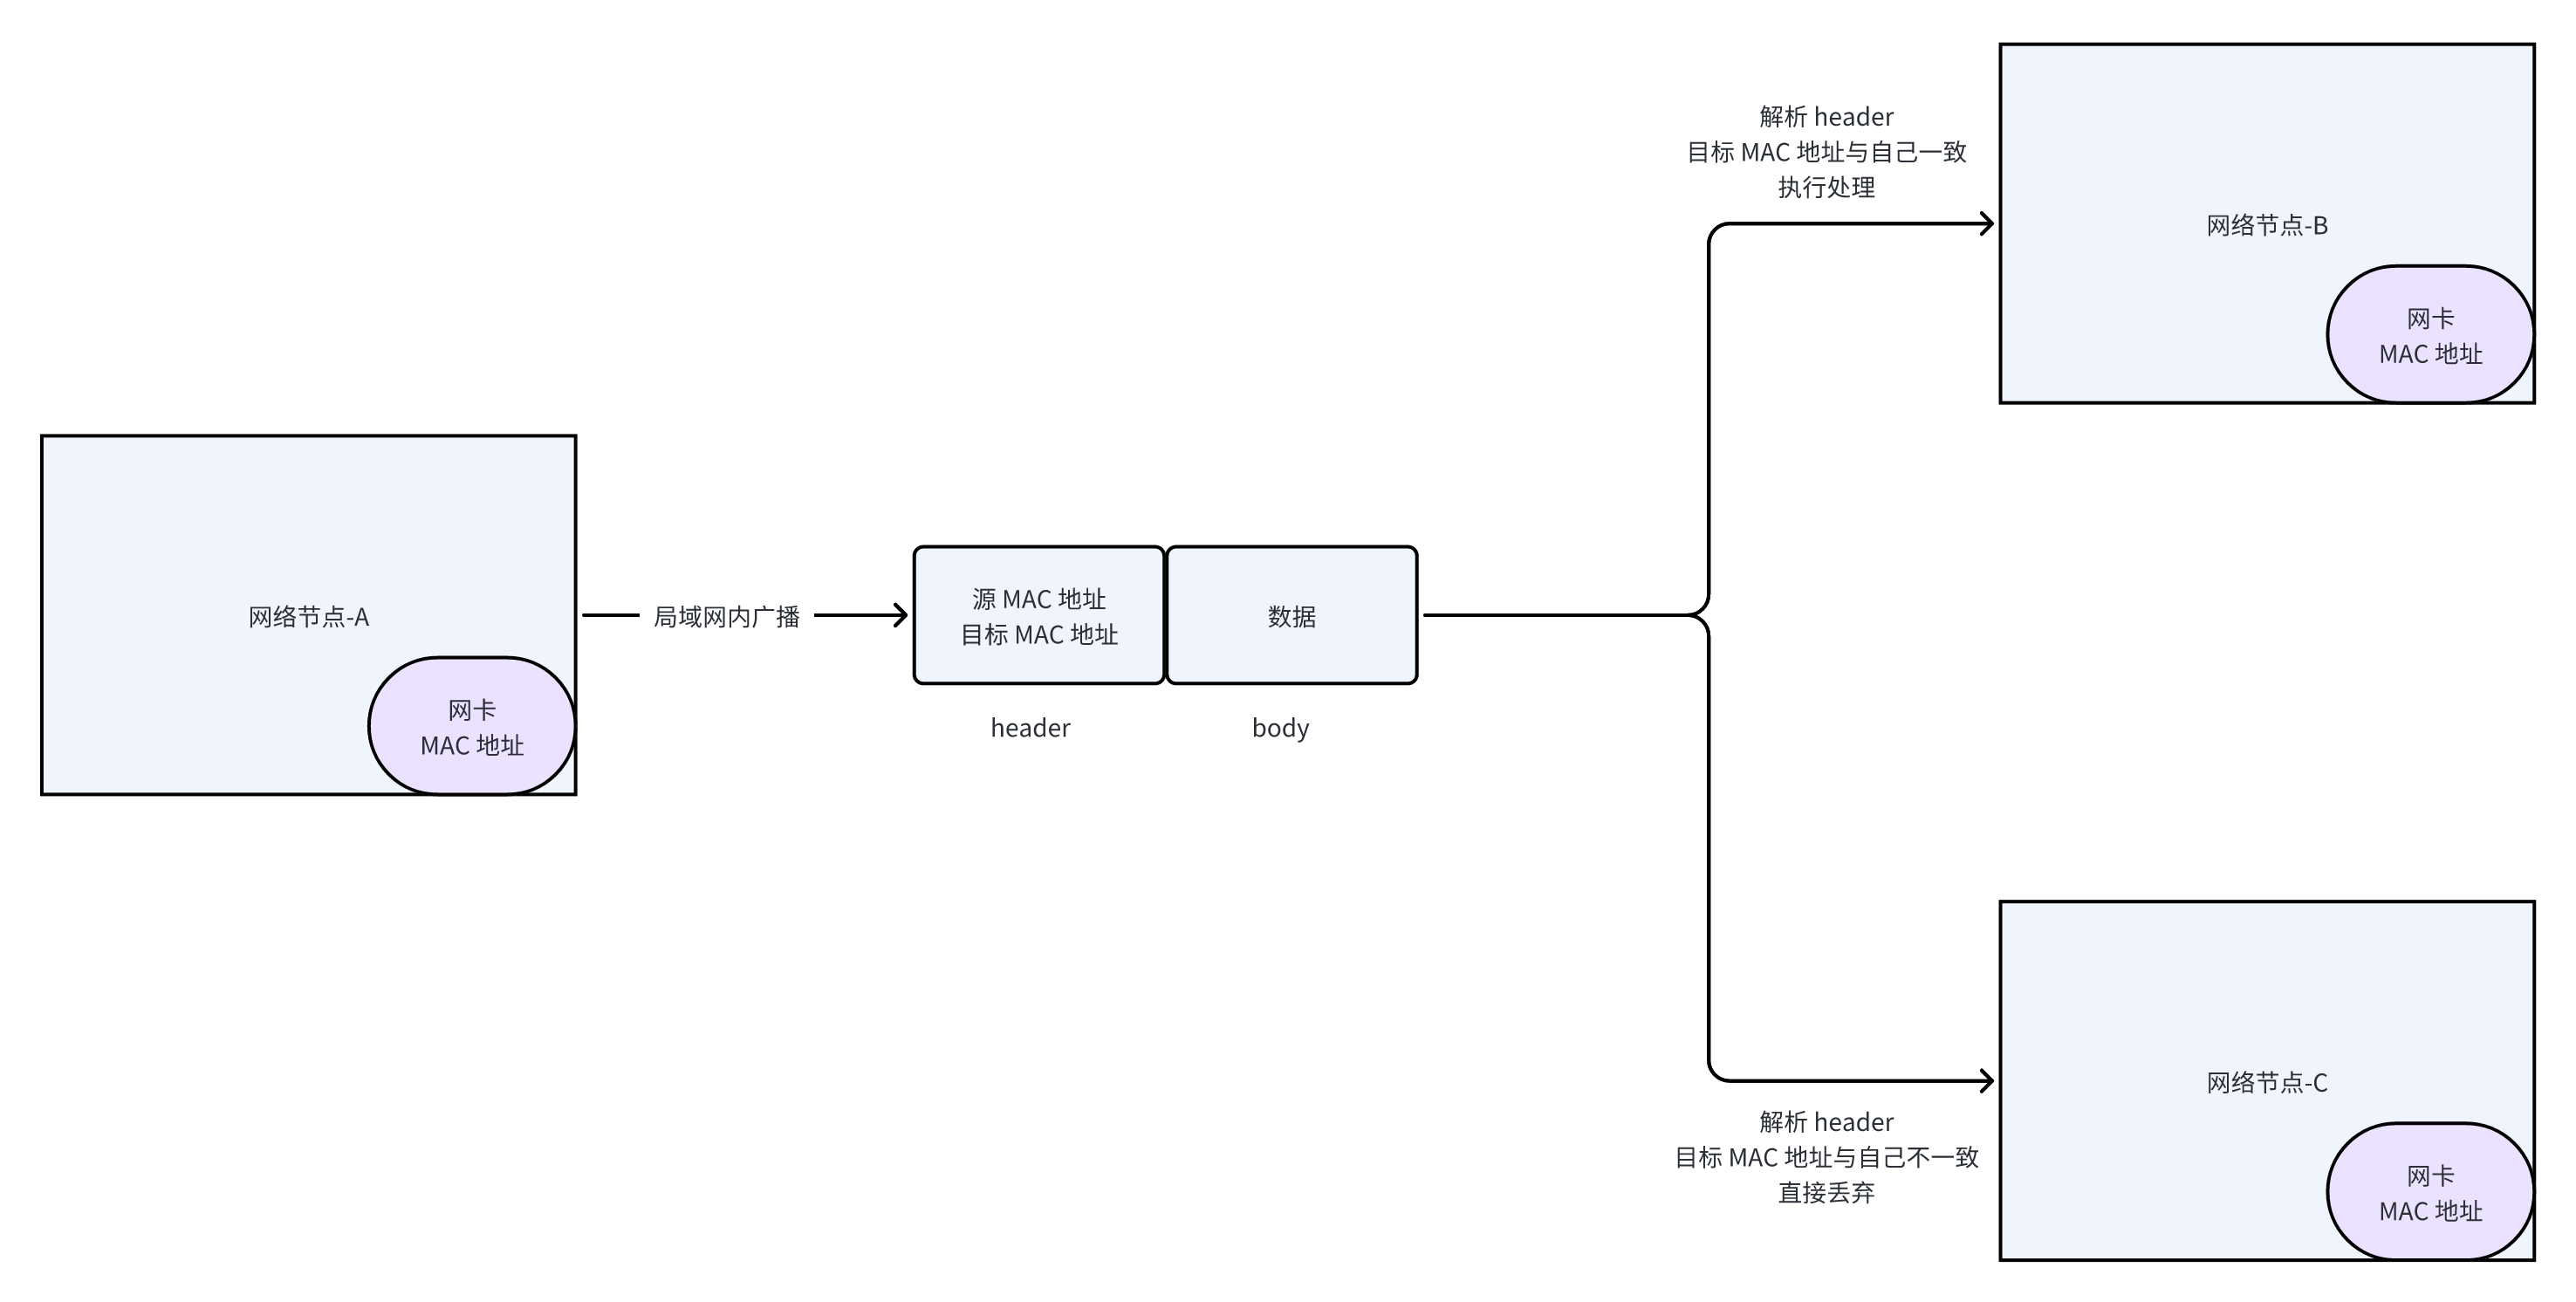 网络节点-A
网卡
MAC 地址
局域网内广播
源 MAC 地址
目标 MAC 地址
数据
header
body
解析 header
目标 MAC 地址与自己一致
执行处理
网络节点-B
网卡
MAC 地址
解析 header
目标 MAC 地址与自己不一致
直接丢弃
网络节点-C
网卡
MAC 地址